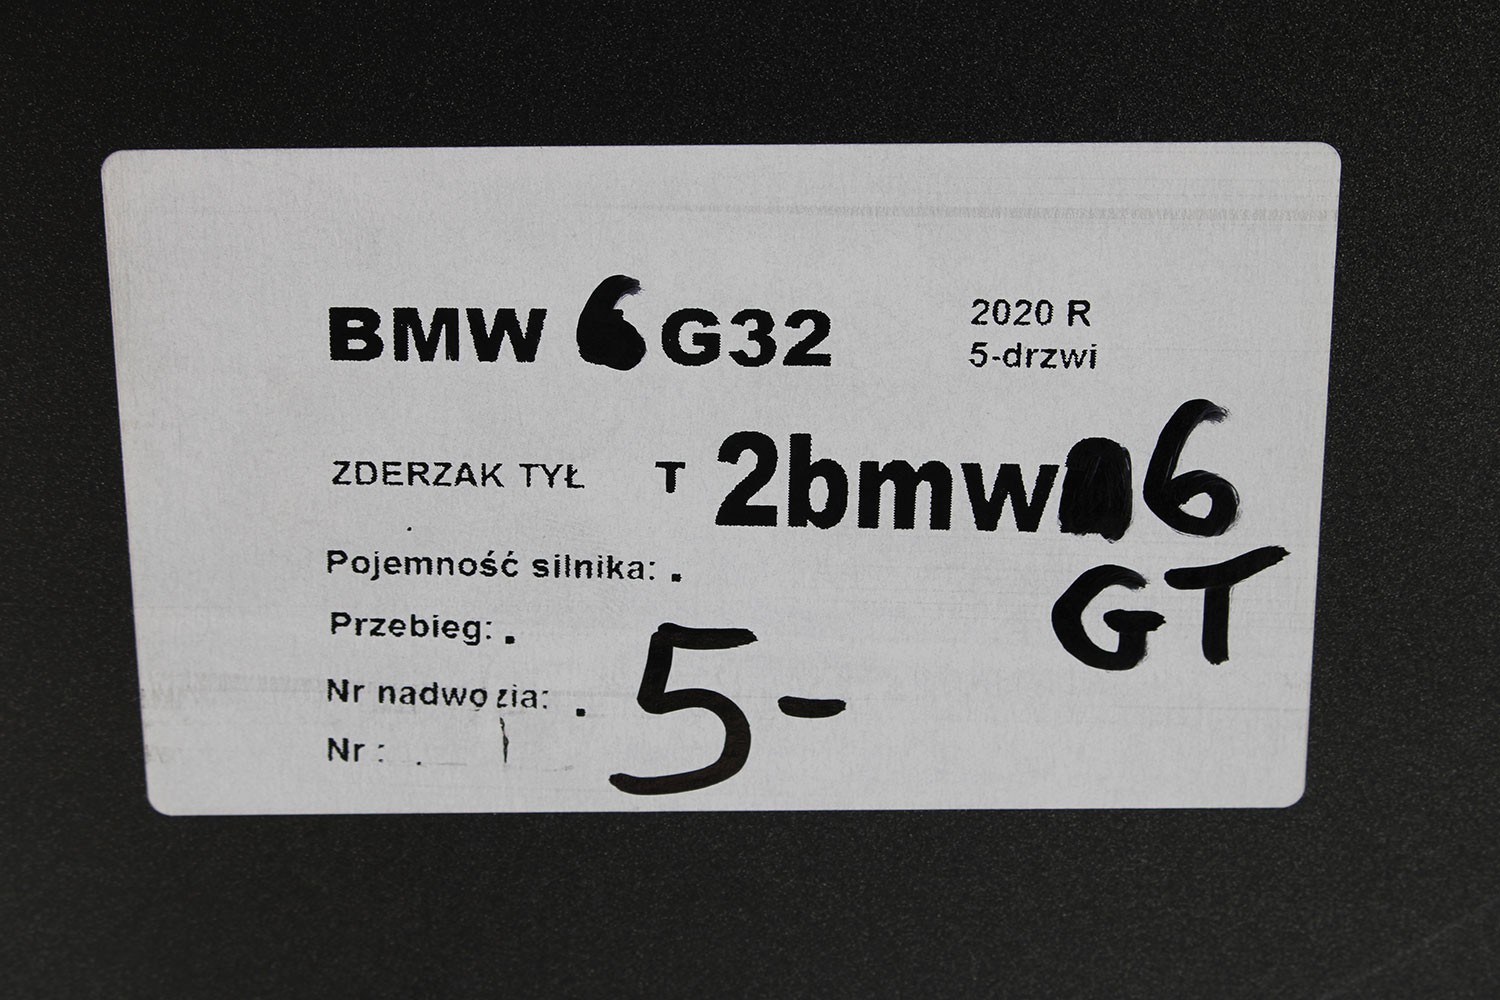 BMW 6 G32
2020 R
5-drzwi
ZDERZAK TYŁ T 2bmw 6
GT
Pojemność silnika: .
Przebieg: .
Nr nadwozia: .
5-
Nr : .